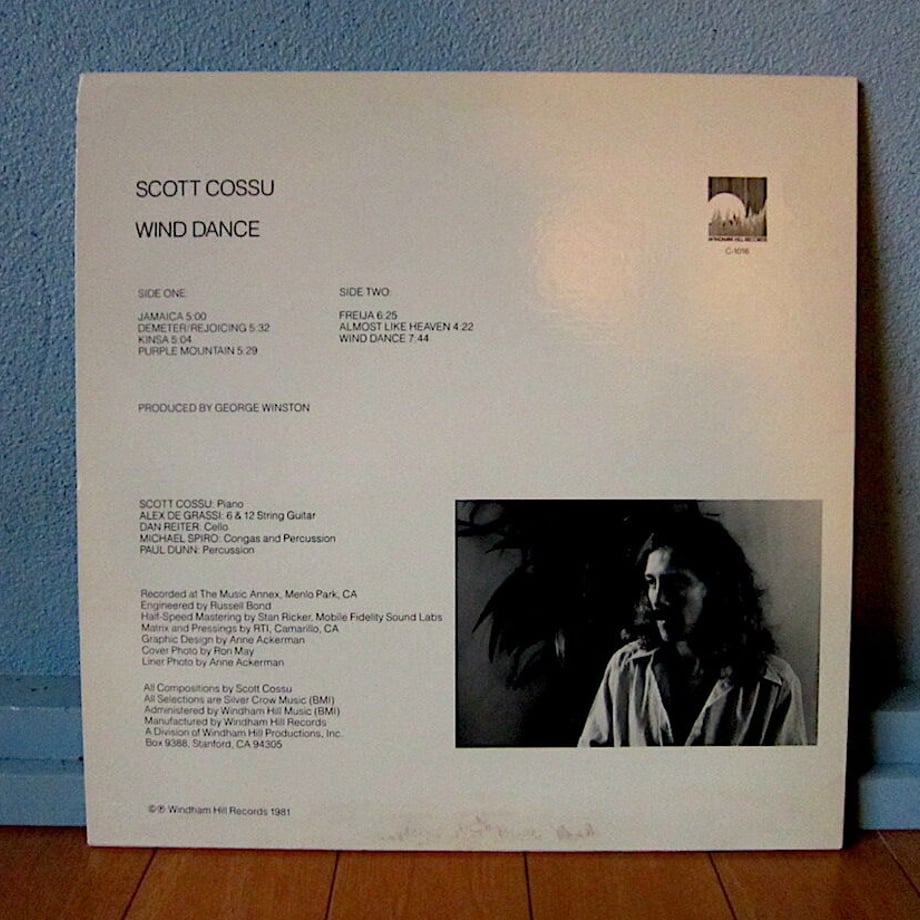 SCOTT COSSU
WIND DANCE
WINDHAM HILL RECORDS
C-1016
SIDE ONE:
JAMAICA 5:00
DEMETER/REJOICING 5:32
KINSA 5:04
PURPLE MOUNTAIN 5:29
SIDE TWO:
FREIJA 6:25
ALMOST LIKE HEAVEN 4:22
WIND DANCE 7:44
PRODUCED BY GEORGE WINSTON
SCOTT COSSU: Piano
ALEX DE GRASSI: 6 & 12 String Guitar
DAN REITER: Cello
MICHAEL SPIRO: Congas and Percussion
PAUL DUNN: Percussion
Recorded at The Music Annex, Menlo Park, CA
Engineered by Russell Bond
Half-Speed Mastering by Stan Ricker, Mobile Fidelity Sound Labs
Matrix and Pressings by RTI, Camarillo, CA
Graphic Design by Anne Ackerman
Cover Photo by Ron May
Liner Photo by Anne Ackerman
All Compositions by Scott Cossu
All Selections are Silver Crow Music (BMI)
Administered by Windham Hill Music (BMI)
Manufactured by Windham Hill Records
A Division of Windham Hill Productions, Inc.
Box 9388, Stanford, CA 94305
©℗ Windham Hill Records 1981